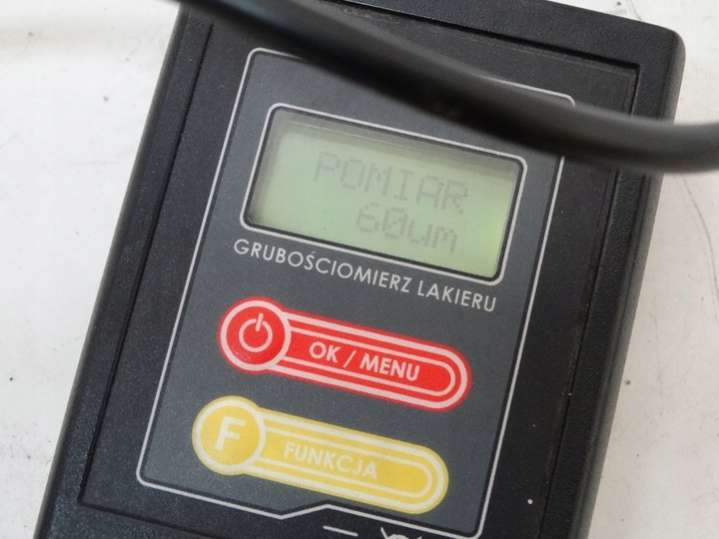 POMIAR
60um
GRUBOŚCIOMIERZ LAKIERU
OK / MENU
F
FUNKCJA